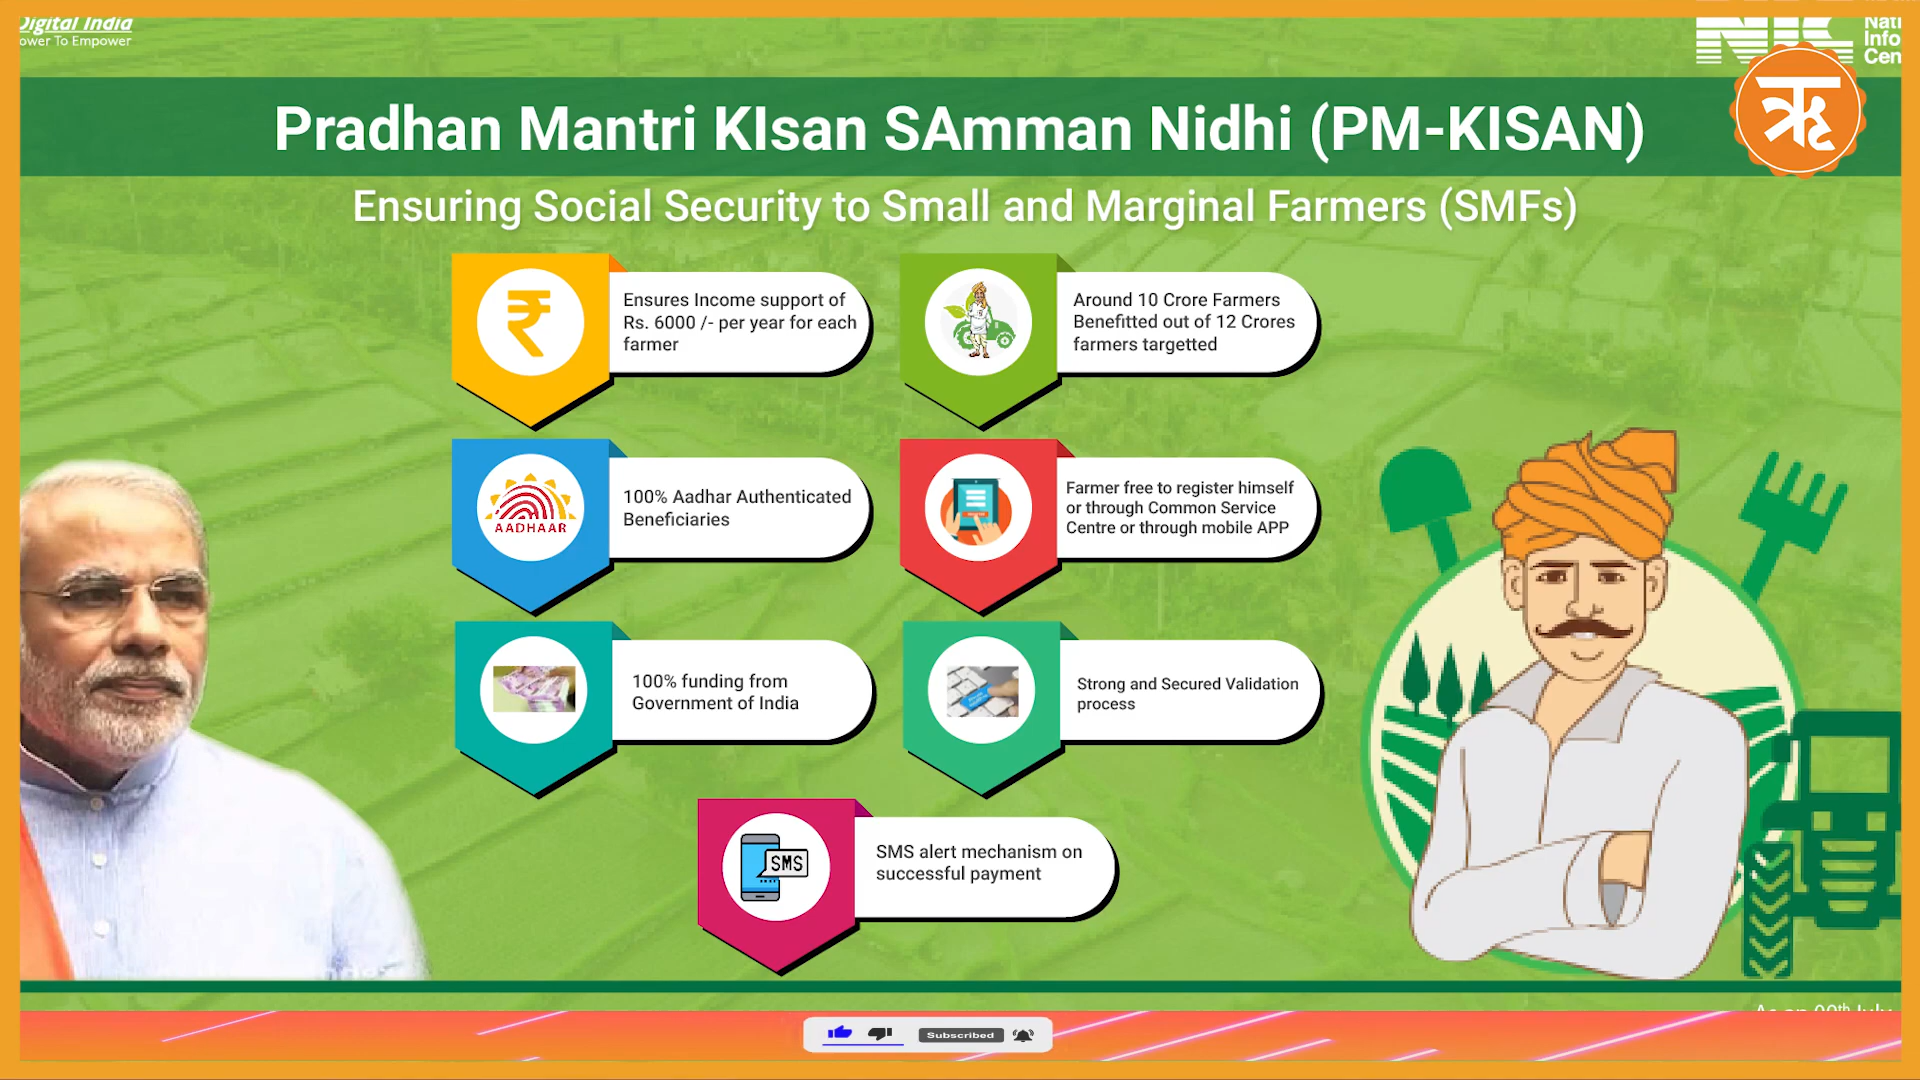 Digital India
ower To Empower
NIC
Nati
Info
Cen
ऋ
Pradhan Mantri KIsan SAmman Nidhi (PM-KISAN)
Ensuring Social Security to Small and Marginal Farmers (SMFs)
₹
Ensures Income support of
Rs. 6000 /- per year for each
farmer
Around 10 Crore Farmers
Benefitted out of 12 Crores
farmers targetted
AADHAAR
100% Aadhar Authenticated
Beneficiaries
Farmer free to register himself
or through Common Service
Centre or through mobile APP
100% funding from
Government of India
Strong and Secured Validation
process
SMS
SMS alert mechanism on
successful payment
Subscribed